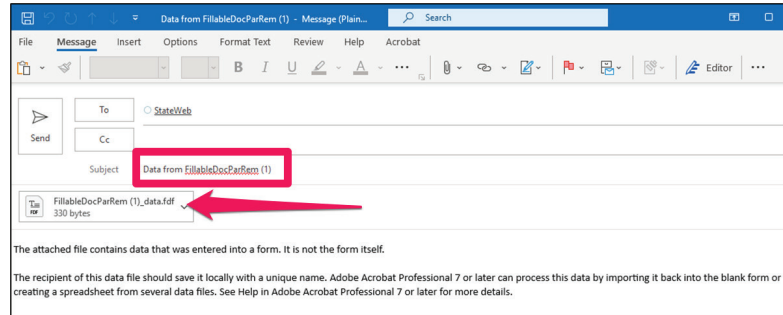 Data from FillableDocParRem (1) - Message (Plain... Search
File Message Insert Options Format Text Review Help Acrobat
B I U A Editor
To StateWeb
Send Cc
Subject Data from FillableDocParRem (1)
FillableDocParRem (1)_data.fdf
FDF 330 bytes
The attached file contains data that was entered into a form. It is not the form itself.
The recipient of this data file should save it locally with a unique name. Adobe Acrobat Professional 7 or later can process this data by importing it back into the blank form or
creating a spreadsheet from several data files. See Help in Adobe Acrobat Professional 7 or later for more details.